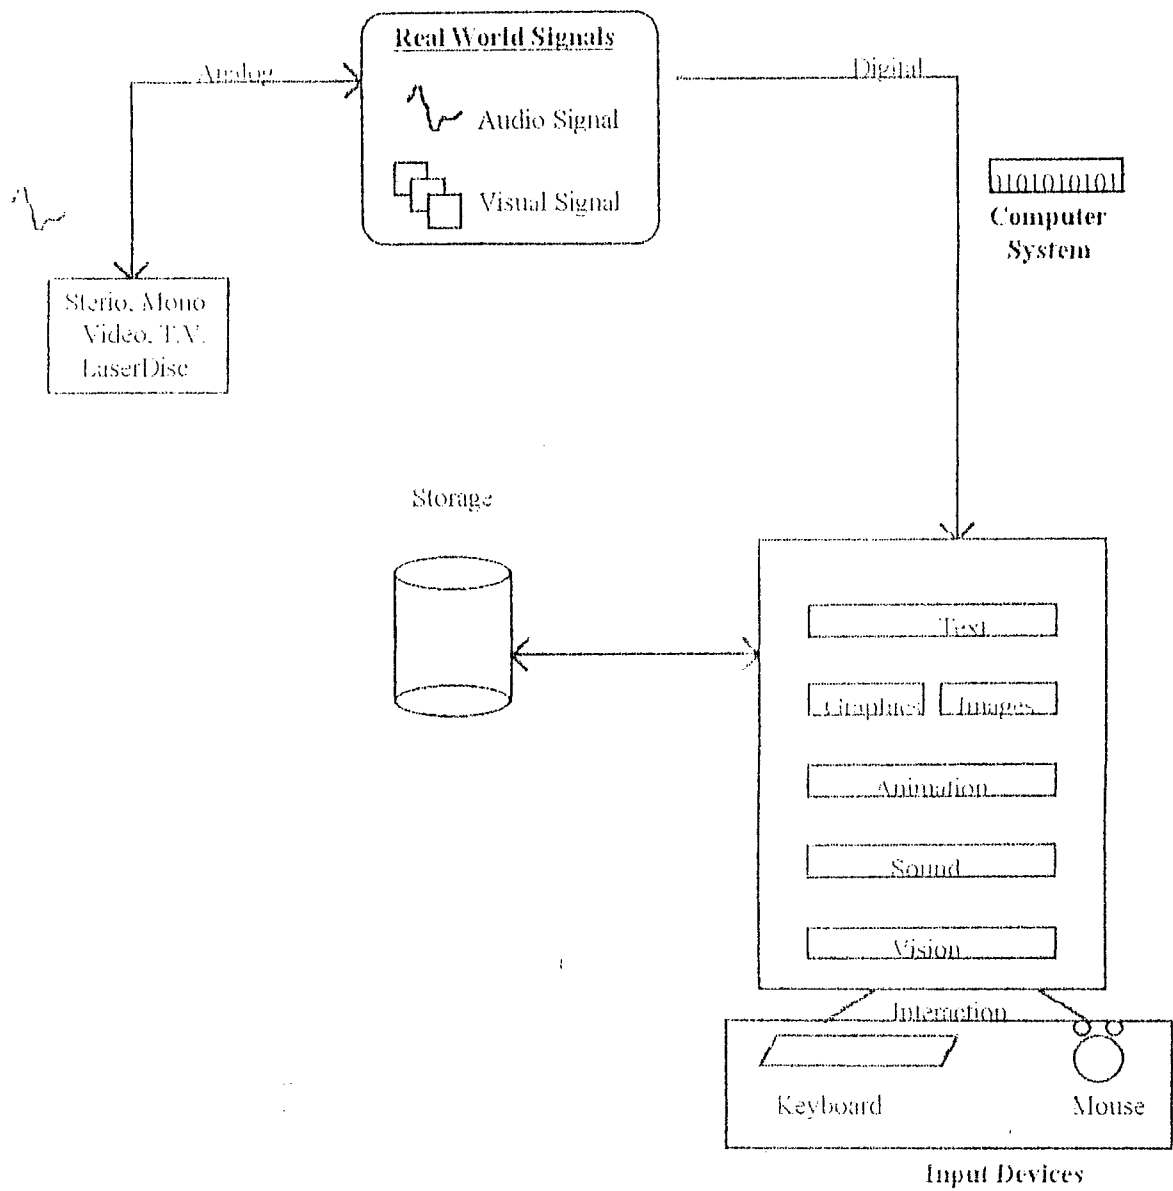 Real World Signals
Analog
Digital
Audio Signal
Visual Signal
0101010101
Computer
System
Sterio, Mono
Video, T.V.
LaserDisc
Storage
Text
Graphics
Images
Animation
Sound
Vision
Interaction
Keyboard
Mouse
Input Devices